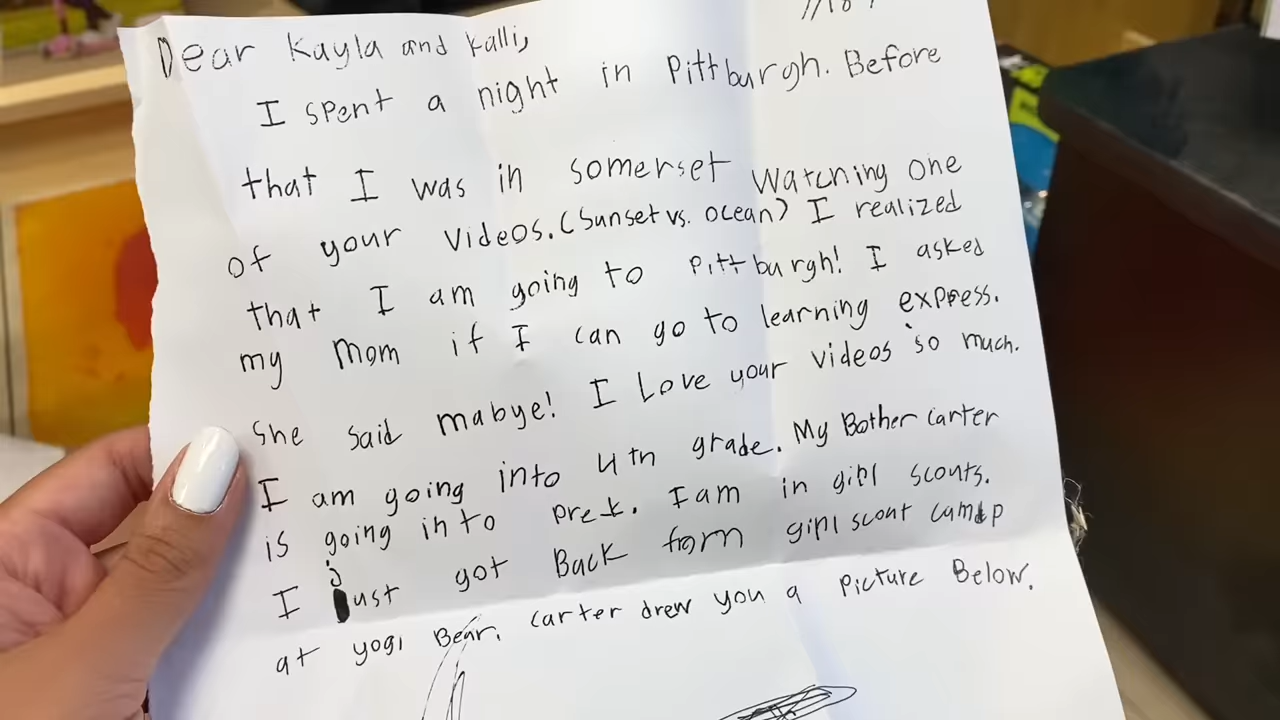 Dear Kayla and Kalli,
I spent a night in Pittburgh. Before
that I was in somerset watching one
of your videos. (Sunset vs. ocean) I realized
that I am going to Pittburgh! I asked
my mom if I can go to learning express.
She said mabye! I Love your videos so much.
I am going into 4th grade. My Bother carter
is going into prek. I am in girl scouts.
I just got Back form girl scout camp
at yogi Bear. Carter drew you a Picture Below.